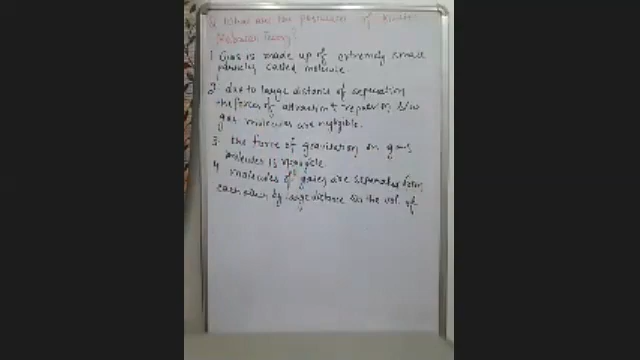 Q. What are the postulates of kinetic
Theory?
1 Gas is made up of extremely small
particles called molecule.
2. due to large distance of separation
the forces of attraction + repulsion b/w
gas molecules are negligible.
3. the force of gravitation on gas
molecules is
4 molecules of gases are separated from
each other by large distance so the vol. of